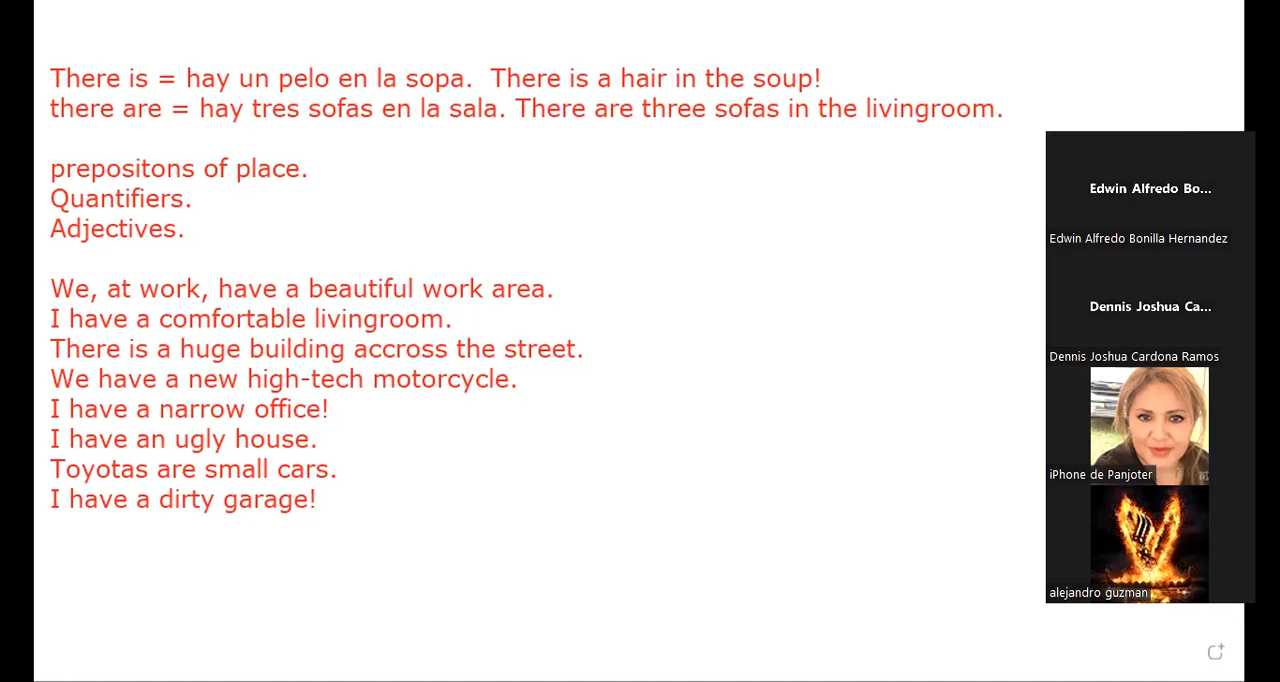 There is = hay un pelo en la sopa.  There is a hair in the soup!
there are = hay tres sofas en la sala. There are three sofas in the livingroom.
prepositons of place.
Quantifiers.
Adjectives.
We, at work, have a beautiful work area.
I have a comfortable livingroom.
There is a huge building accross the street.
We have a new high-tech motorcycle.
I have a narrow office!
I have an ugly house.
Toyotas are small cars.
I have a dirty garage!
Edwin Alfredo Bo...
Edwin Alfredo Bonilla Hernandez
Dennis Joshua Ca...
Dennis Joshua Cardona Ramos
iPhone de Panjoter
alejandro guzman